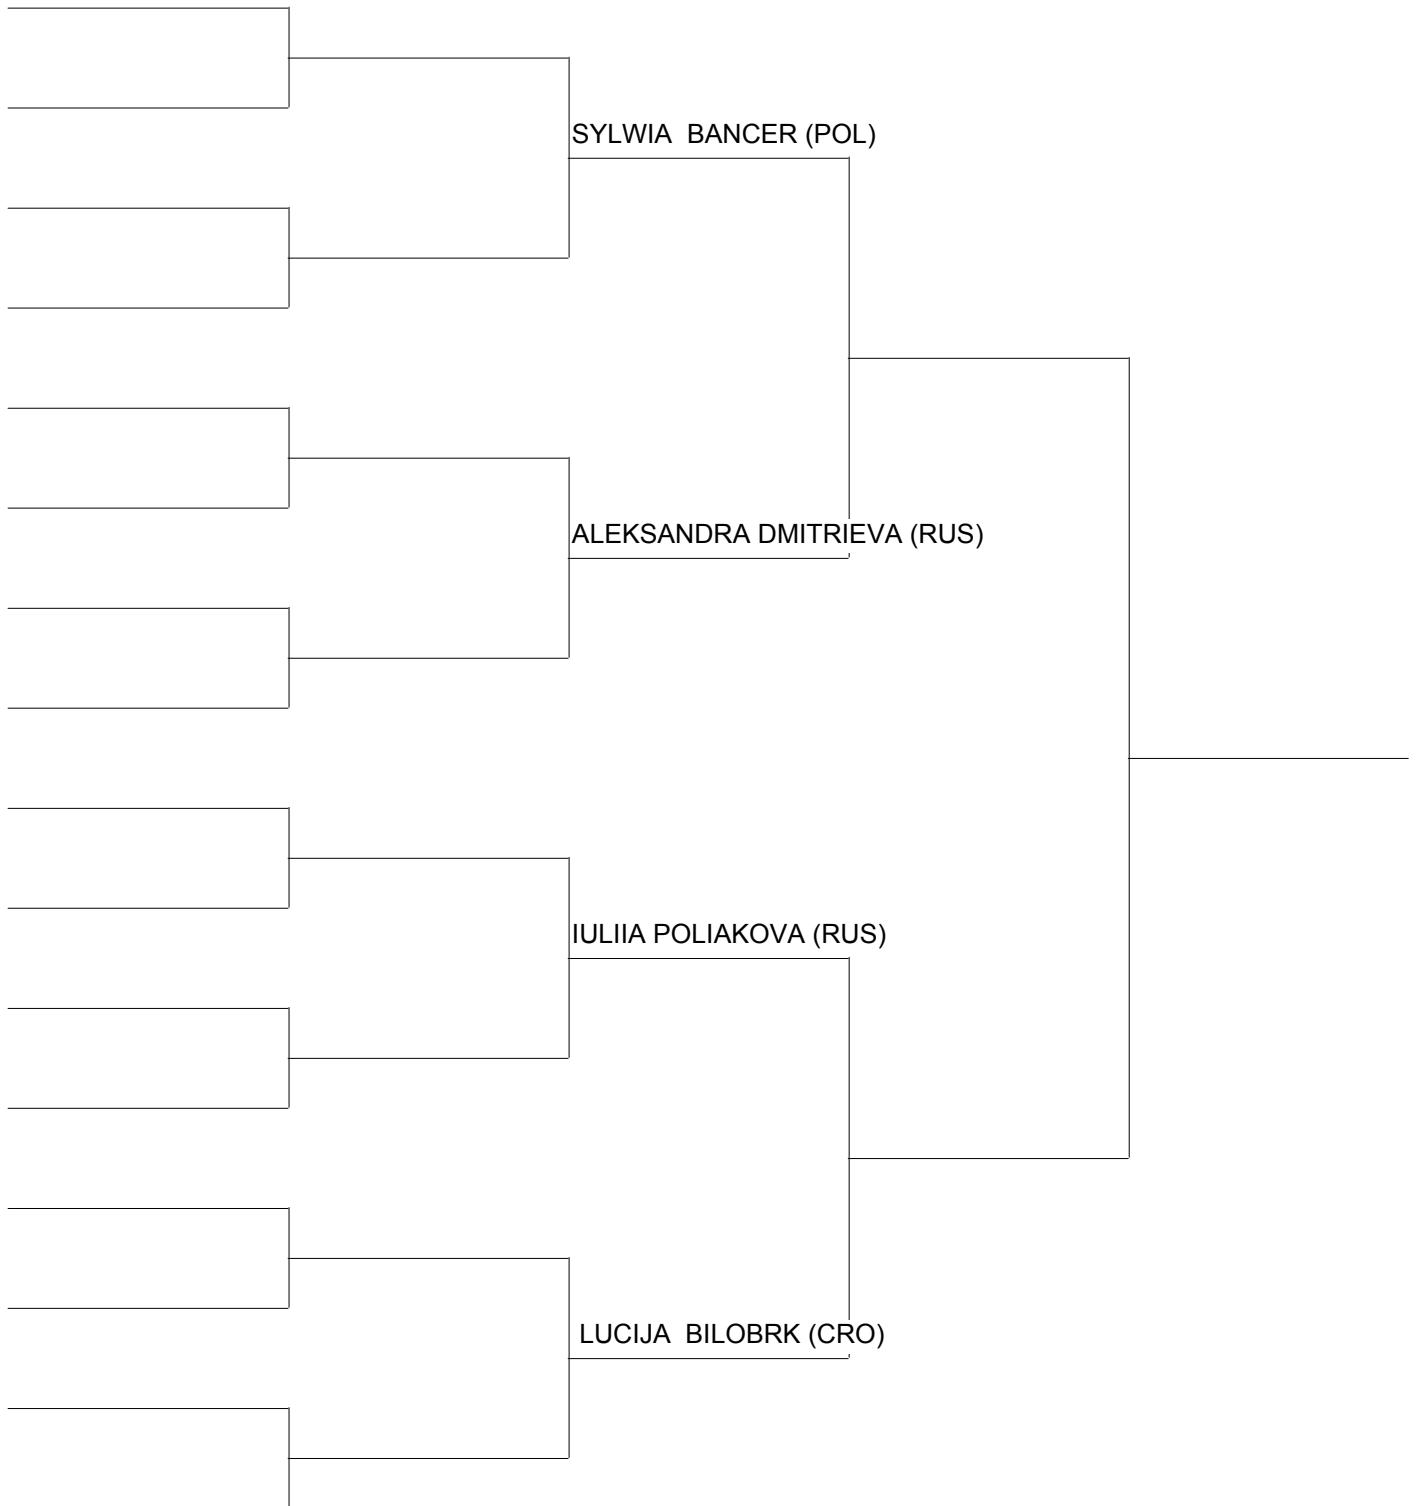 SYLWIA  BANCER (POL)
ALEKSANDRA DMITRIEVA (RUS)
IULIIA POLIAKOVA (RUS)
LUCIJA  BILOBRK (CRO)